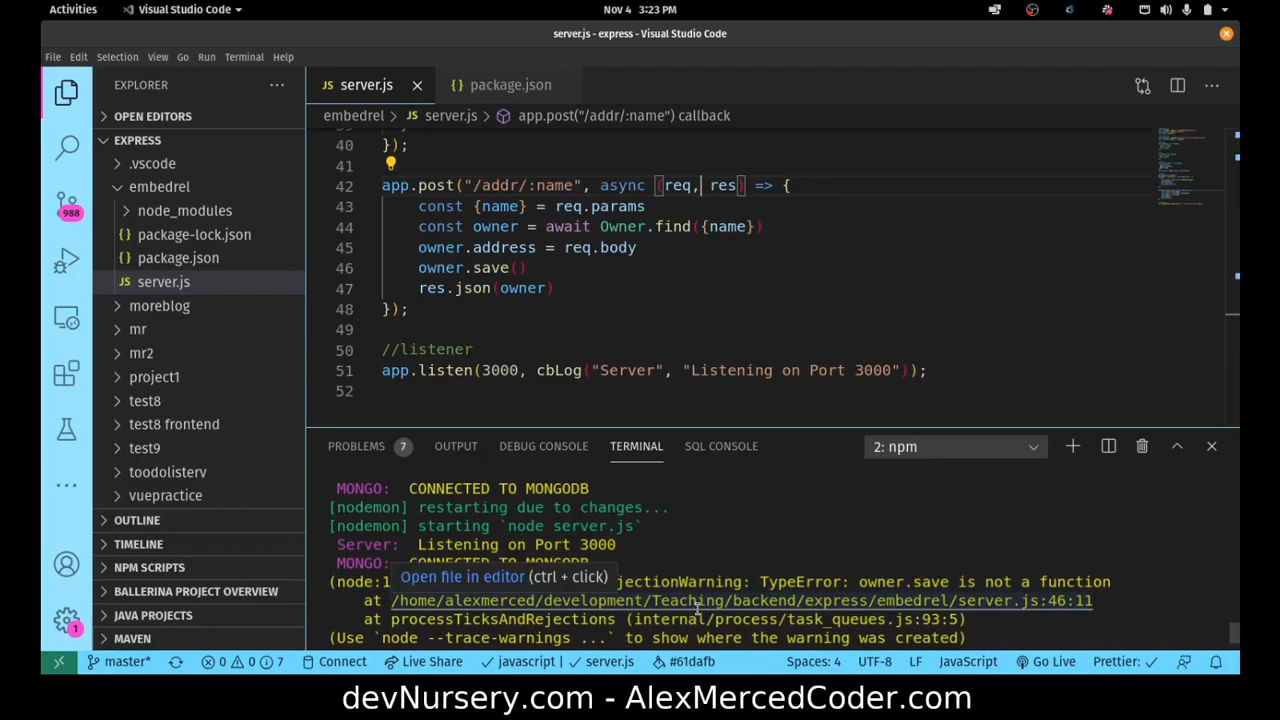 Activities
Visual Studio Code
Nov 4 3:23 PM
server.js - express - Visual Studio Code
File Edit Selection View Go Run Terminal Help
EXPLORER
OPEN EDITORS
EXPRESS
.vscode
embedrel
node_modules
package-lock.json
package.json
JS server.js
moreblog
mr
mr2
project1
test8
test8 frontend
test9
toodolisterv
vuepractice
OUTLINE
TIMELINE
NPM SCRIPTS
BALLERINA PROJECT OVERVIEW
JAVA PROJECTS
MAVEN
988
1
JS server.js
{} package.json
embedrel > JS server.js > app.post("/addr/:name") callback
40 });
41
42 app.post("/addr/:name", async (req, res) => {
43 const {name} = req.params
44 const owner = await Owner.find({name})
45 owner.address = req.body
46 owner.save()
47 res.json(owner)
48 });
49
50 //listener
51 app.listen(3000, cbLog("Server", "Listening on Port 3000"));
52
PROBLEMS 7 OUTPUT DEBUG CONSOLE TERMINAL SQL CONSOLE 2: npm
MONGO: CONNECTED TO MONGODB
[nodemon] restarting due to changes...
[nodemon] starting `node server.js`
Server: Listening on Port 3000
MONGO:
Open file in editor (ctrl + click)
(node:1 jectionWarning: TypeError: owner.save is not a function
at /home/alexmerced/development/Teaching/backend/express/embedrel/server.js:46:11
at processTicksAndRejections (internal/process/task_queues.js:93:5)
(Use `node --trace-warnings ...` to show where the warning was created)
master* 0 0 7 Connect Live Share javascript | server.js #61dafb Spaces: 4 UTF-8 LF JavaScript Go Live Prettier:
devNursery.com - AlexMercedCoder.com